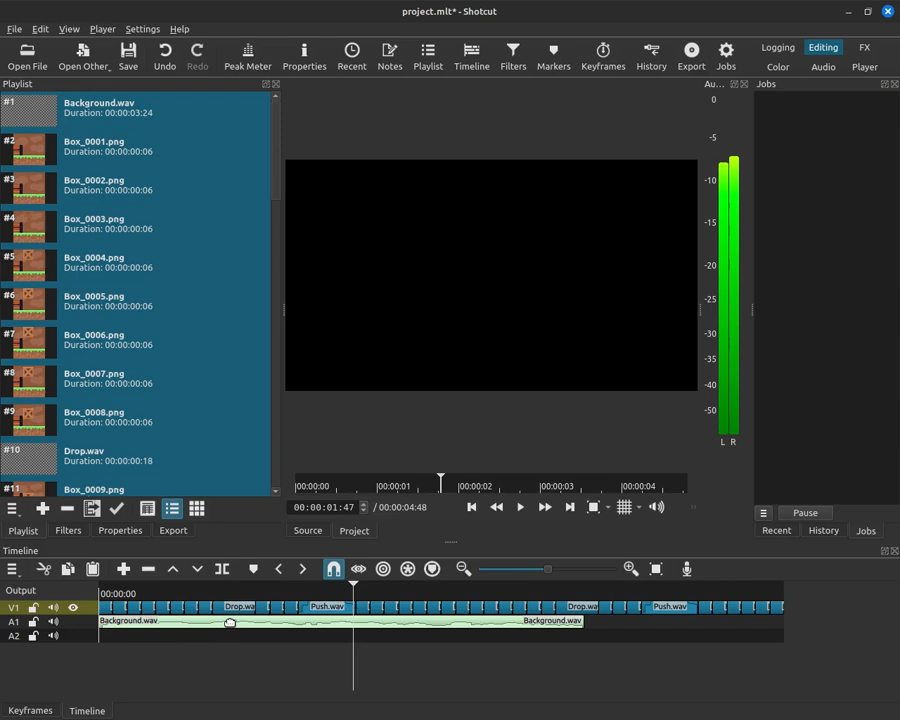 project.mlt* - Shotcut
File Edit View Player Settings Help
Open File Open Other... Save Undo Redo Peak Meter Properties Recent Notes Playlist Timeline Filters Markers Keyframes History Export Jobs
Logging Editing FX
Color Audio Player
Playlist Au... Jobs
#1 Background.wav
Duration: 00:00:03:24
#2 Box_0001.png
Duration: 00:00:00:06
#3 Box_0002.png
Duration: 00:00:00:06
#4 Box_0003.png
Duration: 00:00:00:06
#5 Box_0004.png
Duration: 00:00:00:06
#6 Box_0005.png
Duration: 00:00:00:06
#7 Box_0006.png
Duration: 00:00:00:06
#8 Box_0007.png
Duration: 00:00:00:06
#9 Box_0008.png
Duration: 00:00:00:06
#10 Drop.wav
Duration: 00:00:00:18
#11 Box_0009.png
0
-5
-10
-15
-20
-25
-30
-35
-40
-50
L R
00:00:00 00:00:01 00:00:02 00:00:03 00:00:04
00:00:01:47 / 00:00:04:48
Pause
Playlist Filters Properties Export Source Project Recent History Jobs
Timeline
Output 00:00:00
V1 Drop.wa Push.wav Drop.wav Push.wav
A1 Background.wav Background.wav
A2
Keyframes Timeline